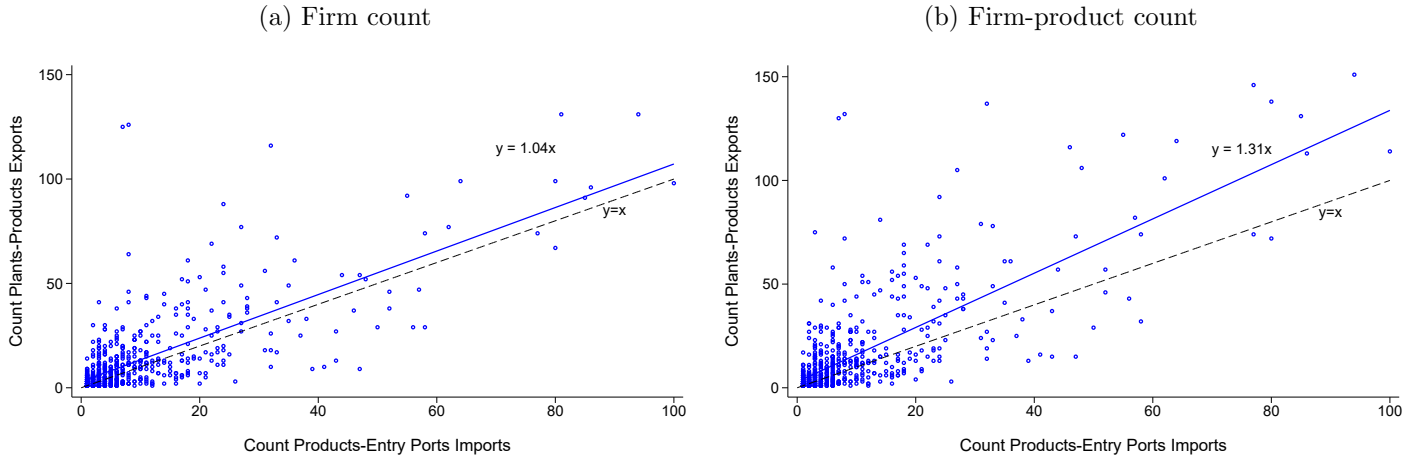 (a) Firm count
Count Plants-Products Exports
150
100
50
0
y = 1.04x
y=x
0 20 40 60 80 100
Count Products-Entry Ports Imports
(b) Firm-product count
Count Plants-Products Exports
150
100
50
0
y = 1.31x
y=x
0 20 40 60 80 100
Count Products-Entry Ports Imports